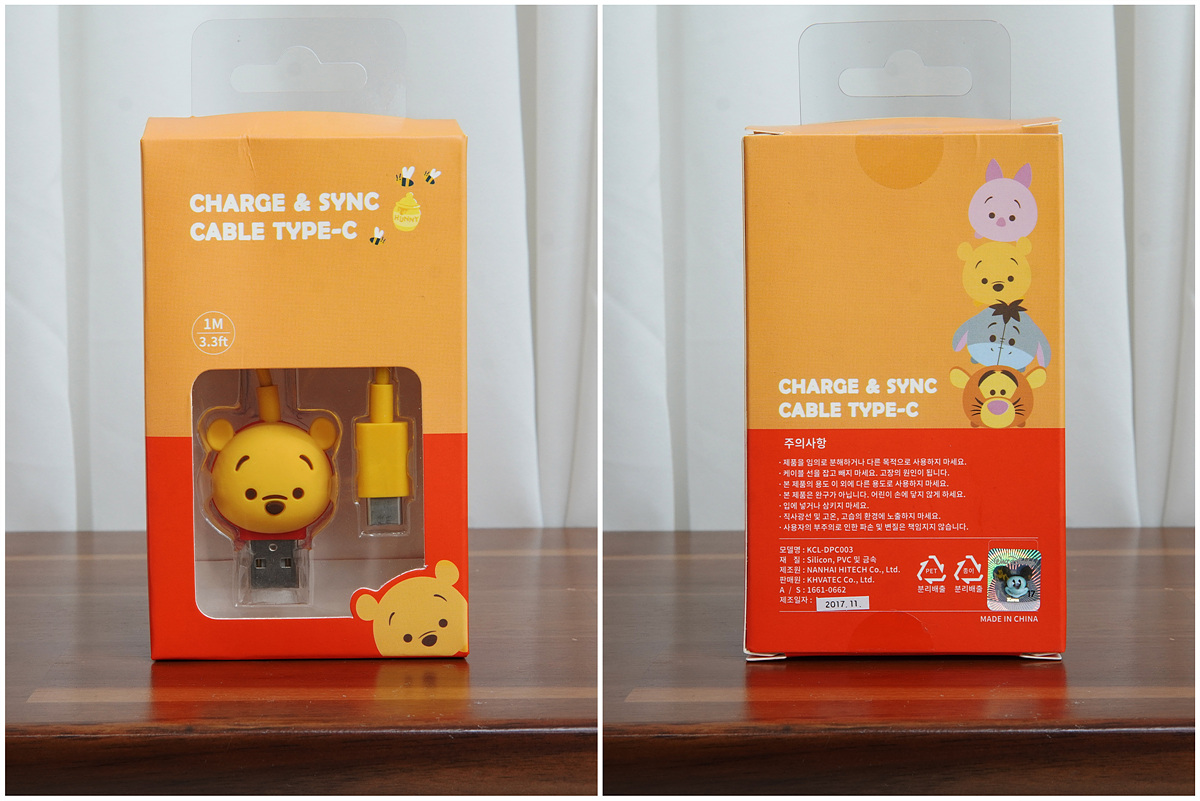 CHARGE & SYNC
CABLE TYPE-C
HUNNY
1M
3.3ft
CHARGE & SYNC
CABLE TYPE-C
주의사항
· 제품을 임의로 분해하거나 다른 목적으로 사용하지 마세요.
· 케이블 선을 잡고 빼지 마세요. 고장의 원인이 됩니다.
· 본 제품의 용도 이 외에 다른 용도로 사용하지 마세요.
· 본 제품은 완구가 아닙니다. 어린이 손에 닿지 않게 하세요.
· 입에 넣거나 삼키지 마세요.
· 직사광선 및 고온, 고습의 환경에 노출하지 마세요.
· 사용자의 부주의로 인한 파손 및 변질은 책임지지 않습니다.
모델명 : KCL-DPC003
재 질 : Silicon, PVC 및 금속
제조원 : NANHAI HITECH Co., Ltd.
판매원 : KHVATEC Co., Ltd.
A / S : 1661-0662
제조일자 : 2017. 11.
PET
분리배출
종이
분리배출
17
MADE IN CHINA